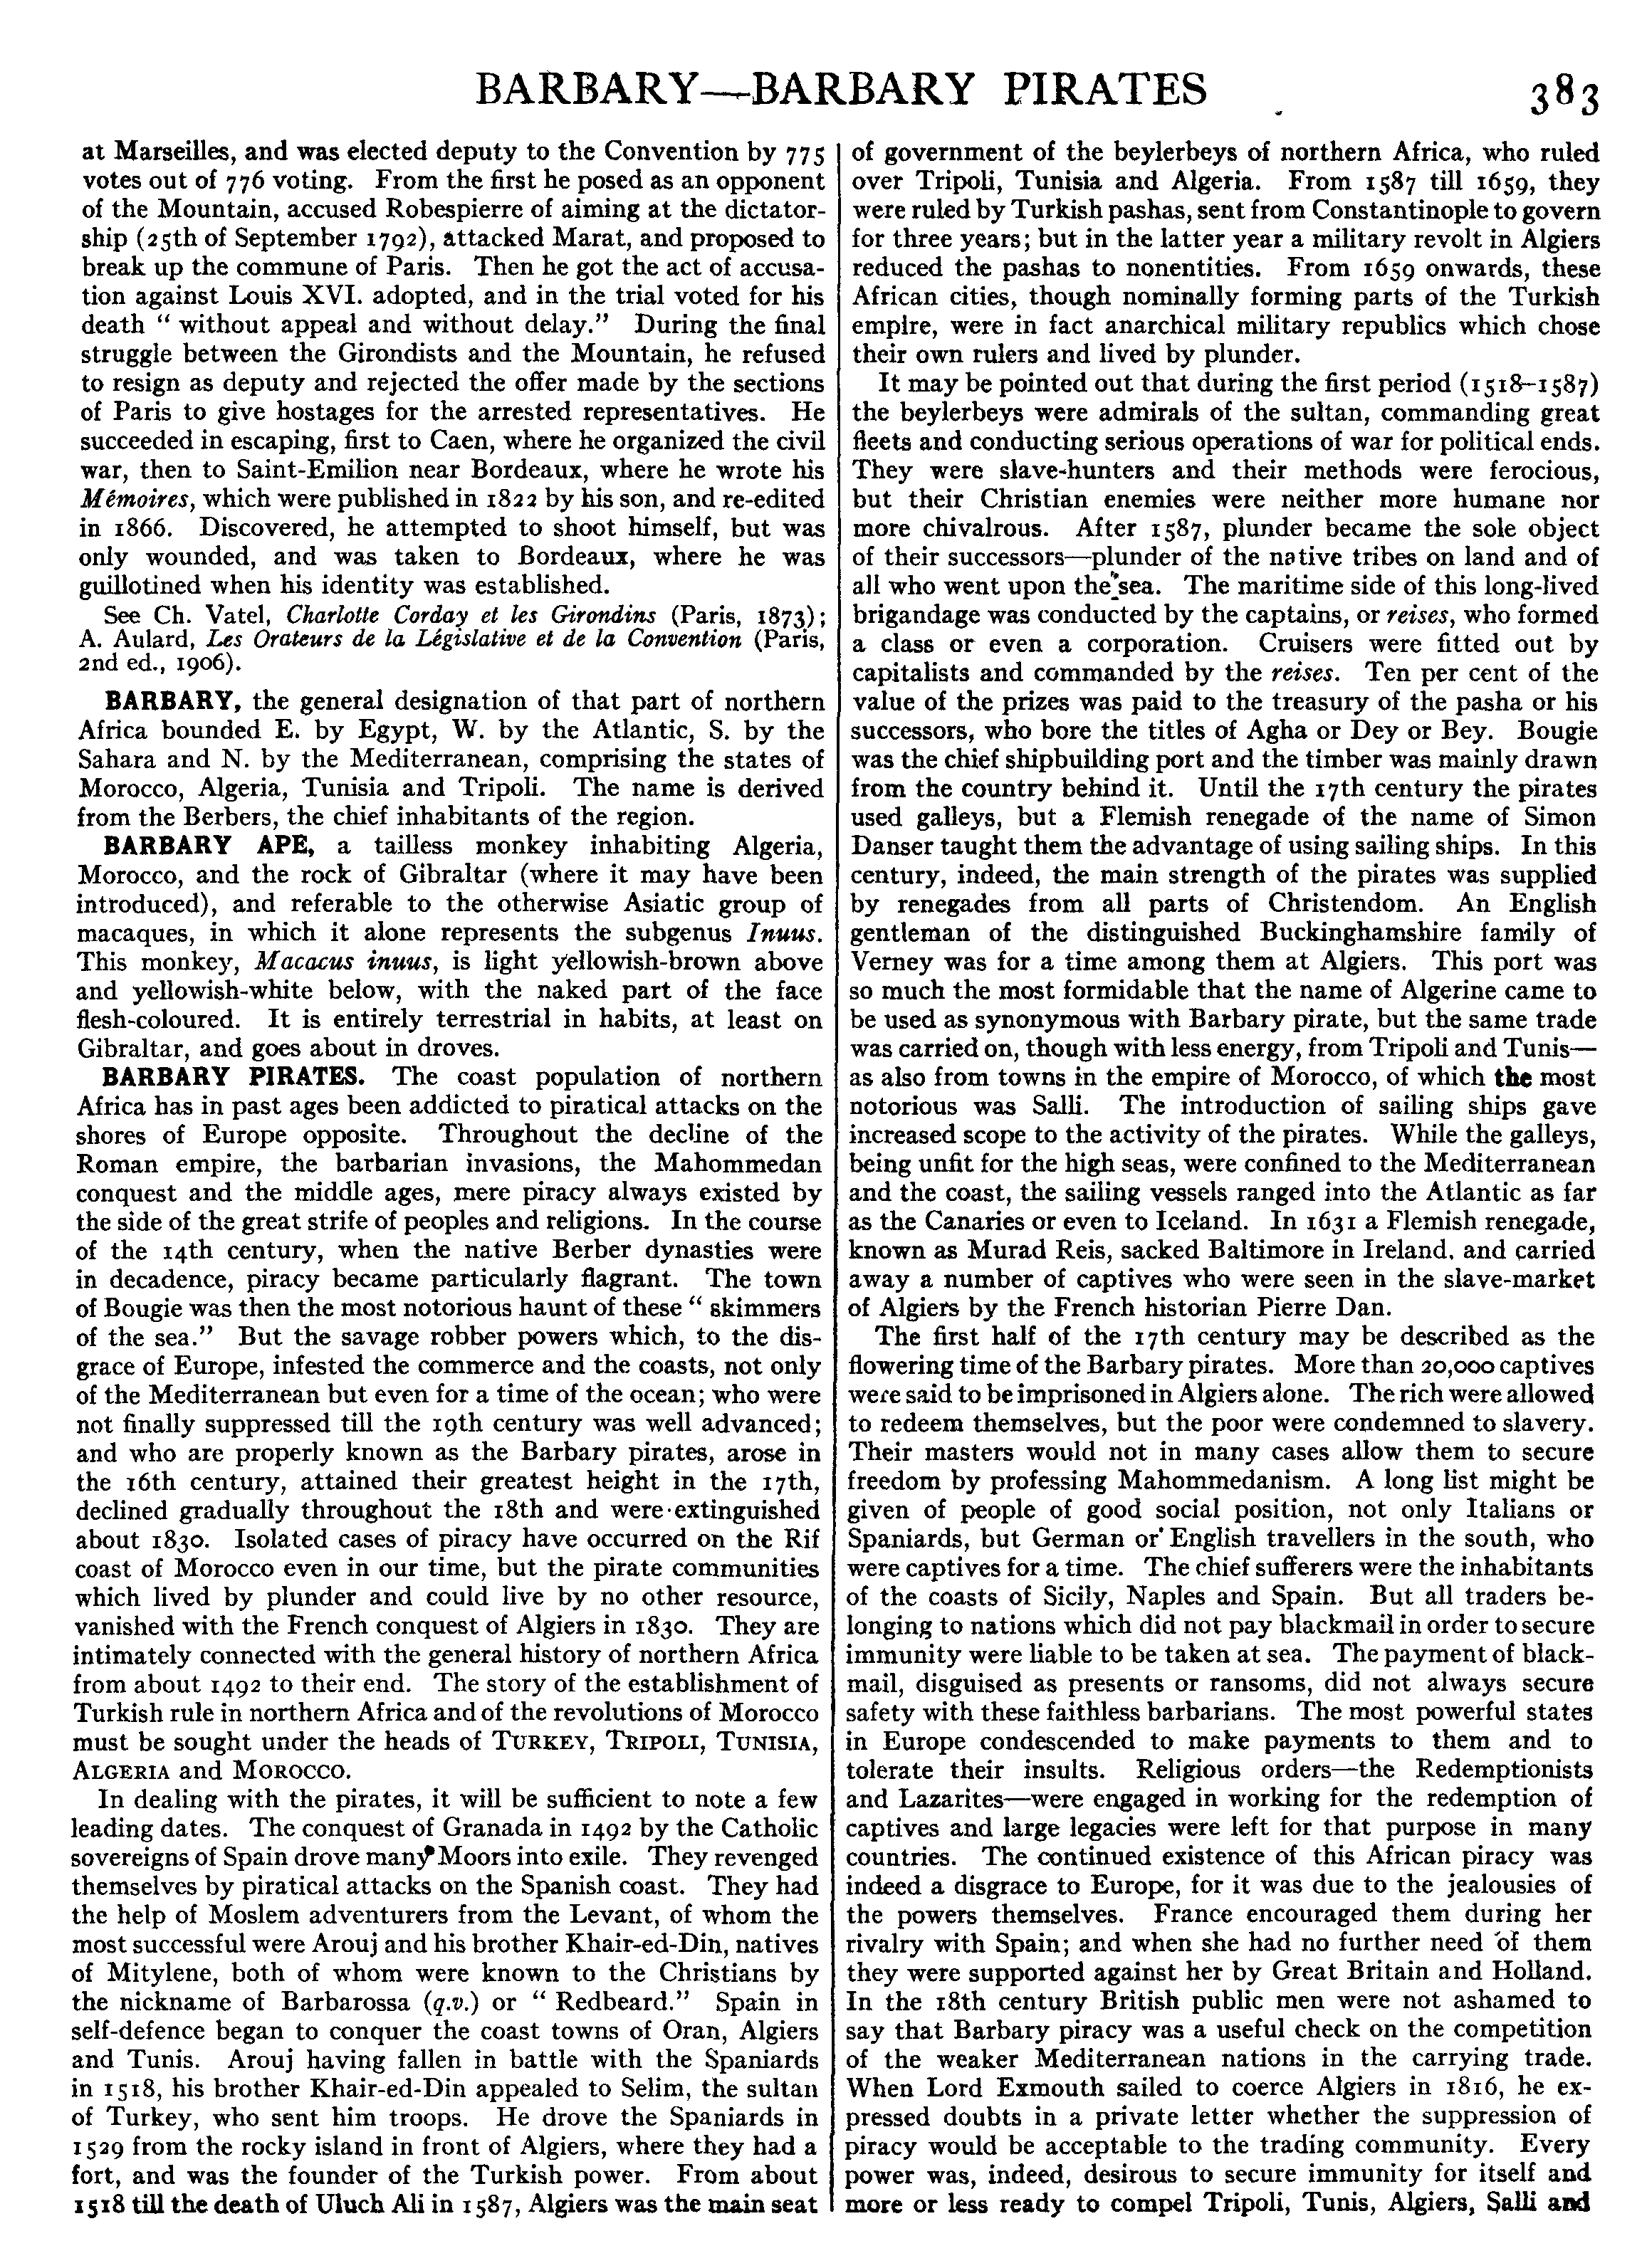 BARBARY—BARBARY PIRATES 383
at Marseilles, and was elected deputy to the Convention by 775
votes out of 776 voting. From the first he posed as an opponent
of the Mountain, accused Robespierre of aiming at the dictator-
ship (25th of September 1792), attacked Marat, and proposed to
break up the commune of Paris. Then he got the act of accusa-
tion against Louis XVI. adopted, and in the trial voted for his
death “ without appeal and without delay.” During the final
struggle between the Girondists and the Mountain, he refused
to resign as deputy and rejected the offer made by the sections
of Paris to give hostages for the arrested representatives. He
succeeded in escaping, first to Caen, where he organized the civil
war, then to Saint-Emilion near Bordeaux, where he wrote his
Mémoires, which were published in 1822 by his son, and re-edited
in 1866. Discovered, he attempted to shoot himself, but was
only wounded, and was taken to Bordeaux, where he was
guillotined when his identity was established.
See Ch. Vatel, Charlotte Corday et les Girondins (Paris, 1873);
A. Aulard, Les Orateurs de la Législative et de la Convention (Paris,
2nd ed., 1906).
BARBARY, the general designation of that part of northern
Africa bounded E. by Egypt, W. by the Atlantic, S. by the
Sahara and N. by the Mediterranean, comprising the states of
Morocco, Algeria, Tunisia and Tripoli. The name is derived
from the Berbers, the chief inhabitants of the region.
BARBARY APE, a tailless monkey inhabiting Algeria,
Morocco, and the rock of Gibraltar (where it may have been
introduced), and referable to the otherwise Asiatic group of
macaques, in which it alone represents the subgenus Inuus.
This monkey, Macacus inuus, is light yellowish-brown above
and yellowish-white below, with the naked part of the face
flesh-coloured. It is entirely terrestrial in habits, at least on
Gibraltar, and goes about in droves.
BARBARY PIRATES. The coast population of northern
Africa has in past ages been addicted to piratical attacks on the
shores of Europe opposite. Throughout the decline of the
Roman empire, the barbarian invasions, the Mahommedan
conquest and the middle ages, mere piracy always existed by
the side of the great strife of peoples and religions. In the course
of the 14th century, when the native Berber dynasties were
in decadence, piracy became particularly flagrant. The town
of Bougie was then the most notorious haunt of these “ skimmers
of the sea.” But the savage robber powers which, to the dis-
grace of Europe, infested the commerce and the coasts, not only
of the Mediterranean but even for a time of the ocean; who were
not finally suppressed till the 19th century was well advanced;
and who are properly known as the Barbary pirates, arose in
the 16th century, attained their greatest height in the 17th,
declined gradually throughout the 18th and were extinguished
about 1830. Isolated cases of piracy have occurred on the Rif
coast of Morocco even in our time, but the pirate communities
which lived by plunder and could live by no other resource,
vanished with the French conquest of Algiers in 1830. They are
intimately connected with the general history of northern Africa
from about 1492 to their end. The story of the establishment of
Turkish rule in northern Africa and of the revolutions of Morocco
must be sought under the heads of TURKEY, TRIPOLI, TUNISIA,
ALGERIA and MOROCCO.
In dealing with the pirates, it will be sufficient to note a few
leading dates. The conquest of Granada in 1492 by the Catholic
sovereigns of Spain drove many Moors into exile. They revenged
themselves by piratical attacks on the Spanish coast. They had
the help of Moslem adventurers from the Levant, of whom the
most successful were Arouj and his brother Khair-ed-Din, natives
of Mitylene, both of whom were known to the Christians by
the nickname of Barbarossa (q.v.) or “ Redbeard.” Spain in
self-defence began to conquer the coast towns of Oran, Algiers
and Tunis. Arouj having fallen in battle with the Spaniards
in 1518, his brother Khair-ed-Din appealed to Selim, the sultan
of Turkey, who sent him troops. He drove the Spaniards in
1529 from the rocky island in front of Algiers, where they had a
fort, and was the founder of the Turkish power. From about
1518 till the death of Uluch Ali in 1587, Algiers was the main seat
of government of the beylerbeys of northern Africa, who ruled
over Tripoli, Tunisia and Algeria. From 1587 till 1659, they
were ruled by Turkish pashas, sent from Constantinople to govern
for three years; but in the latter year a military revolt in Algiers
reduced the pashas to nonentities. From 1659 onwards, these
African cities, though nominally forming parts of the Turkish
empire, were in fact anarchical military republics which chose
their own rulers and lived by plunder.
It may be pointed out that during the first period (1518–1587)
the beylerbeys were admirals of the sultan, commanding great
fleets and conducting serious operations of war for political ends.
They were slave-hunters and their methods were ferocious,
but their Christian enemies were neither more humane nor
more chivalrous. After 1587, plunder became the sole object
of their successors—plunder of the native tribes on land and of
all who went upon the sea. The maritime side of this long-lived
brigandage was conducted by the captains, or reises, who formed
a class or even a corporation. Cruisers were fitted out by
capitalists and commanded by the reises. Ten per cent of the
value of the prizes was paid to the treasury of the pasha or his
successors, who bore the titles of Agha or Dey or Bey. Bougie
was the chief shipbuilding port and the timber was mainly drawn
from the country behind it. Until the 17th century the pirates
used galleys, but a Flemish renegade of the name of Simon
Danser taught them the advantage of using sailing ships. In this
century, indeed, the main strength of the pirates was supplied
by renegades from all parts of Christendom. An English
gentleman of the distinguished Buckinghamshire family of
Verney was for a time among them at Algiers. This port was
so much the most formidable that the name of Algerine came to
be used as synonymous with Barbary pirate, but the same trade
was carried on, though with less energy, from Tripoli and Tunis—
as also from towns in the empire of Morocco, of which the most
notorious was Salli. The introduction of sailing ships gave
increased scope to the activity of the pirates. While the galleys,
being unfit for the high seas, were confined to the Mediterranean
and the coast, the sailing vessels ranged into the Atlantic as far
as the Canaries or even to Iceland. In 1631 a Flemish renegade,
known as Murad Reis, sacked Baltimore in Ireland, and carried
away a number of captives who were seen in the slave-market
of Algiers by the French historian Pierre Dan.
The first half of the 17th century may be described as the
flowering time of the Barbary pirates. More than 20,000 captives
were said to be imprisoned in Algiers alone. The rich were allowed
to redeem themselves, but the poor were condemned to slavery.
Their masters would not in many cases allow them to secure
freedom by professing Mahommedanism. A long list might be
given of people of good social position, not only Italians or
Spaniards, but German or English travellers in the south, who
were captives for a time. The chief sufferers were the inhabitants
of the coasts of Sicily, Naples and Spain. But all traders be-
longing to nations which did not pay blackmail in order to secure
immunity were liable to be taken at sea. The payment of black-
mail, disguised as presents or ransoms, did not always secure
safety with these faithless barbarians. The most powerful states
in Europe condescended to make payments to them and to
tolerate their insults. Religious orders—the Redemptionists
and Lazarites—were engaged in working for the redemption of
captives and large legacies were left for that purpose in many
countries. The continued existence of this African piracy was
indeed a disgrace to Europe, for it was due to the jealousies of
the powers themselves. France encouraged them during her
rivalry with Spain; and when she had no further need of them
they were supported against her by Great Britain and Holland.
In the 18th century British public men were not ashamed to
say that Barbary piracy was a useful check on the competition
of the weaker Mediterranean nations in the carrying trade.
When Lord Exmouth sailed to coerce Algiers in 1816, he ex-
pressed doubts in a private letter whether the suppression of
piracy would be acceptable to the trading community. Every
power was, indeed, desirous to secure immunity for itself and
more or less ready to compel Tripoli, Tunis, Algiers, Salli and